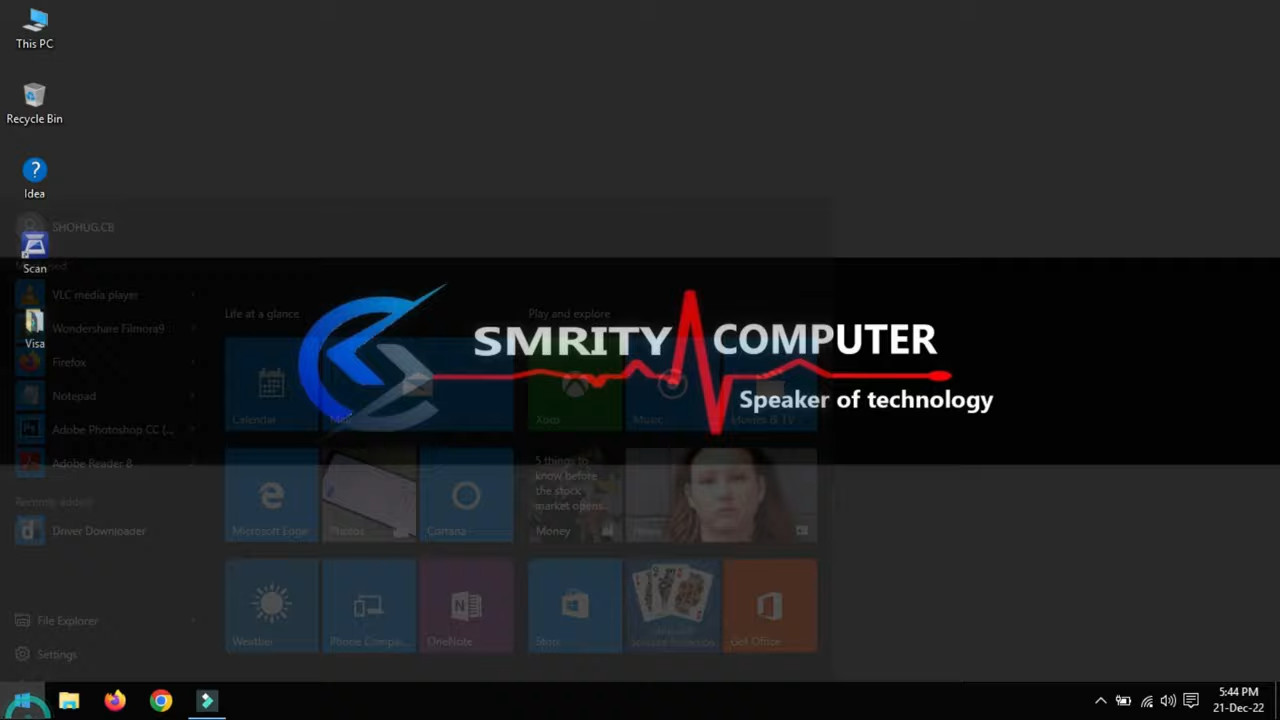 This PC
Recycle Bin
Idea
SHOHUG.CB
Scan
VLC media player
Wondershare Filmora9
Visa
Firefox
Notepad
Adobe Photoshop CC (...
Adobe Reader 8
Recently added
Driver Downloader
File Explorer
Settings
Life at a glance
Play and explore
SMRITY COMPUTER
Speaker of technology
Calendar
Mail
Xbox
Music
Movies & TV
Microsoft Edge
Photos
Cortana
5 things to
know before
the stock
market opens...
Money
Weather
Phone Compa...
OneNote
Store
Get Office
5:44 PM
21-Dec-22